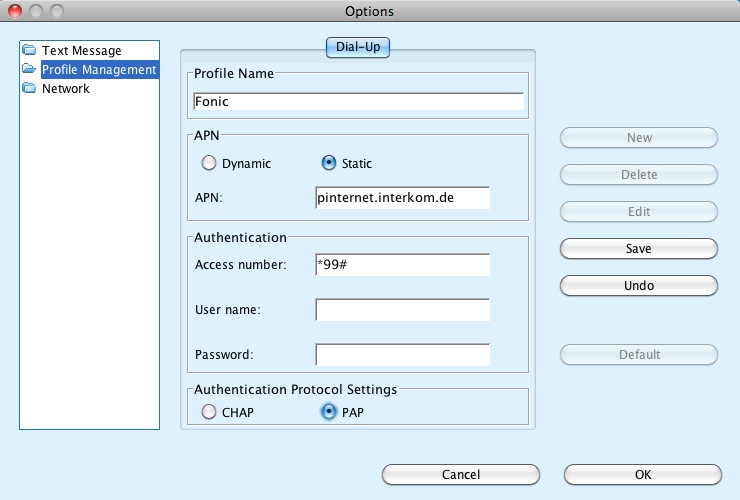 Options
Text Message
Profile Management
Network
Dial-Up
Profile Name
Fonic
APN
Dynamic
Static
APN:
pinternet.interkom.de
Authentication
Access number:
*99#
User name:
Password:
Authentication Protocol Settings
CHAP
PAP
New
Delete
Edit
Save
Undo
Default
Cancel
OK